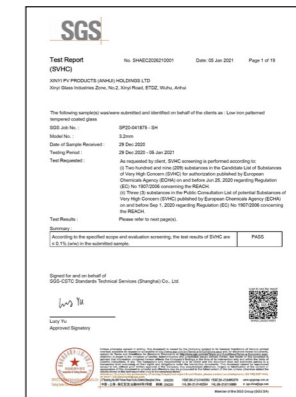 SGS
Test Report No. SHAEC2026210001 Date: 05 Jan 2021 Page 1 of 19
(SVHC)
XINYI PV PRODUCTS (ANHUI) HOLDINGS LTD
Xinyi Glass Industries Zone, No.2, Xinyi Road, ETDZ, Wuhu, Anhui
The following sample(s) was/were submitted and identified on behalf of the clients as : Low iron patterned
tempered coated glass
SGS Job No. : SP20-041875 - SH
Model No. : 3.2mm
Date of Sample Received : 29 Dec 2020
Testing Period : 29 Dec 2020 - 05 Jan 2021
Test Requested : As requested by client, SVHC screening is performed according to
(i) Two hundred and nine (209) substances in the Candidate List of Substances
of Very High Concern (SVHC) for authorization published by European
Chemicals Agency (ECHA) on and before Jun 25, 2020 regarding Regulation
(EC) No 1907/2006 concerning the REACH.
(ii) Three (3) substances in the Public Consultation List of potential Substances of
Very High Concern (SVHC) published by European Chemicals Agency (ECHA)
on and before Sep 1, 2020 regarding Regulation (EC) No 1907/2006 concerning
the REACH.
Test Results : Please refer to next page(s).
Summary :
According to the specified scope and evaluation screening, the test results of SVHC are PASS
≤ 0.1% (w/w) in the submitted sample.
Signed for and on behalf of
SGS-CSTC Standards Technical Services (Shanghai) Co., Ltd.
Lucy Yu
Approved Signatory
Member of the SGS Group (SGS SA)